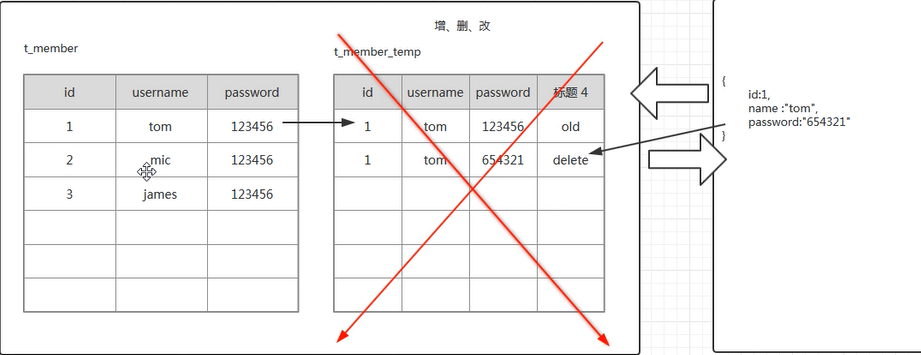 增、删、改
t_member
t_member_temp
id username password
1 tom 123456
2 mic 123456
3 james 123456
id username password 标题 4
1 tom 123456 old
1 tom 654321 delete
{
id:1,
name :"tom",
password:"654321"
}